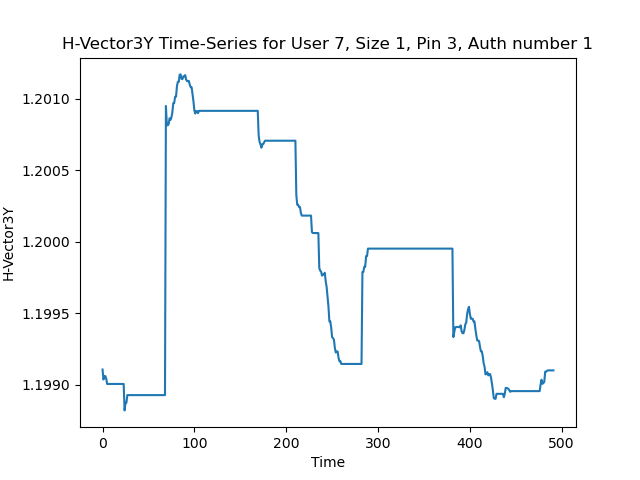 H-Vector3Y Time-Series for User 7, Size 1, Pin 3, Auth number 1
H-Vector3Y
1.2010
1.2005
1.2000
1.1995
1.1990
0 100 200 300 400 500
Time